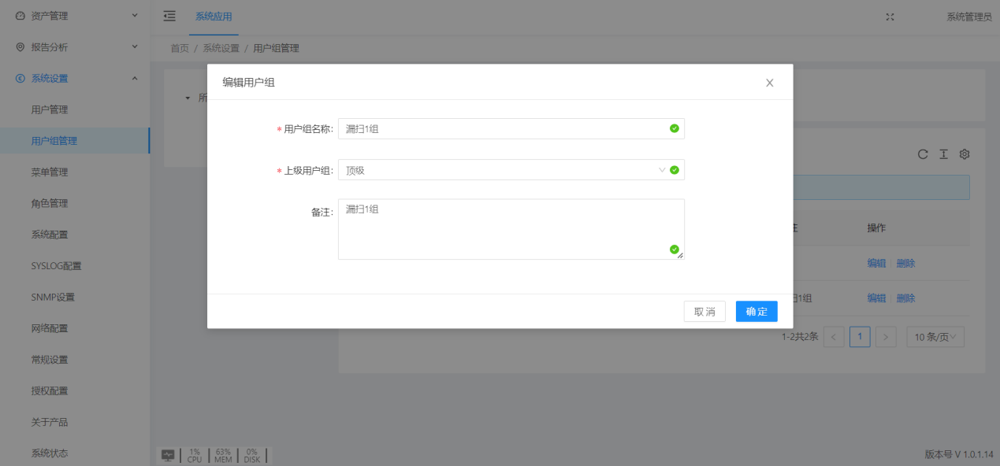 资产管理
报告分析
系统设置
用户管理
用户组管理
菜单管理
角色管理
系统配置
SYSLOG配置
SNMP设置
网络配置
常规设置
授权配置
关于产品
系统状态
系统应用
系统管理员
首页 / 系统设置 / 用户组管理
所
编辑用户组
* 用户组名称: 漏扫1组
* 上级用户组: 顶级
备注: 漏扫1组
取 消 确 定
操作
编辑 删除
1组 编辑 删除
1-2共2条 < 1 > 10 条/页
1% CPU 63% MEM 0% DISK
版本号 V 1.0.1.14